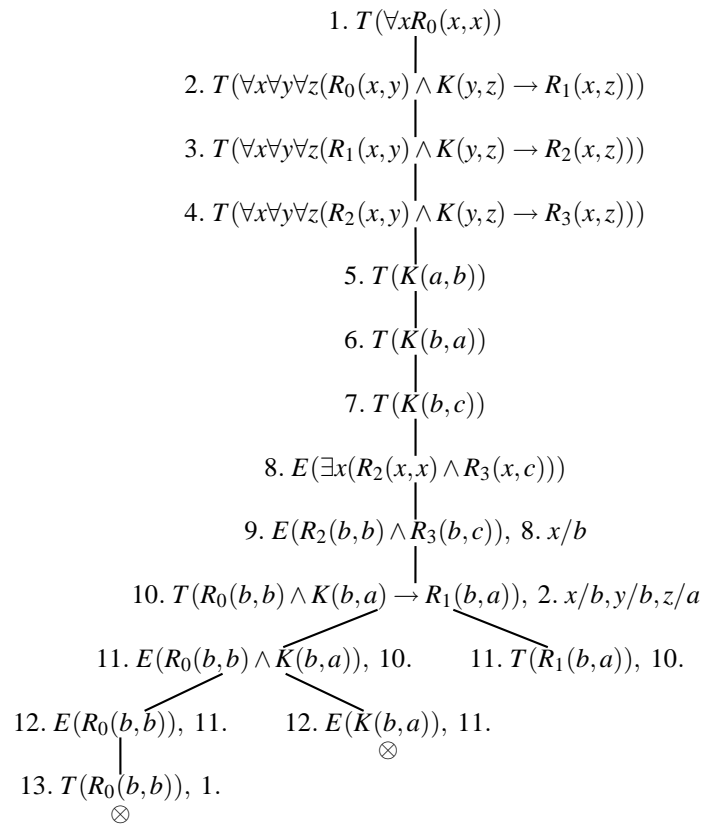 1. T(∀xR₀(x,x))
2. T(∀x∀y∀z(R₀(x,y)∧K(y,z)→R₁(x,z)))
3. T(∀x∀y∀z(R₁(x,y)∧K(y,z)→R₂(x,z)))
4. T(∀x∀y∀z(R₂(x,y)∧K(y,z)→R₃(x,z)))
5. T(K(a,b))
6. T(K(b,a))
7. T(K(b,c))
8. E(∃x(R₂(x,x)∧R₃(x,c)))
9. E(R₂(b,b)∧R₃(b,c)), 8. x/b
10. T(R₀(b,b)∧K(b,a)→R₁(b,a)), 2. x/b,y/b,z/a
11. E(R₀(b,b)∧K(b,a)), 10. 11. T(R₁(b,a)), 10.
12. E(R₀(b,b)), 11. 12. E(K(b,a)), 11.
⊗
13. T(R₀(b,b)), 1.
⊗